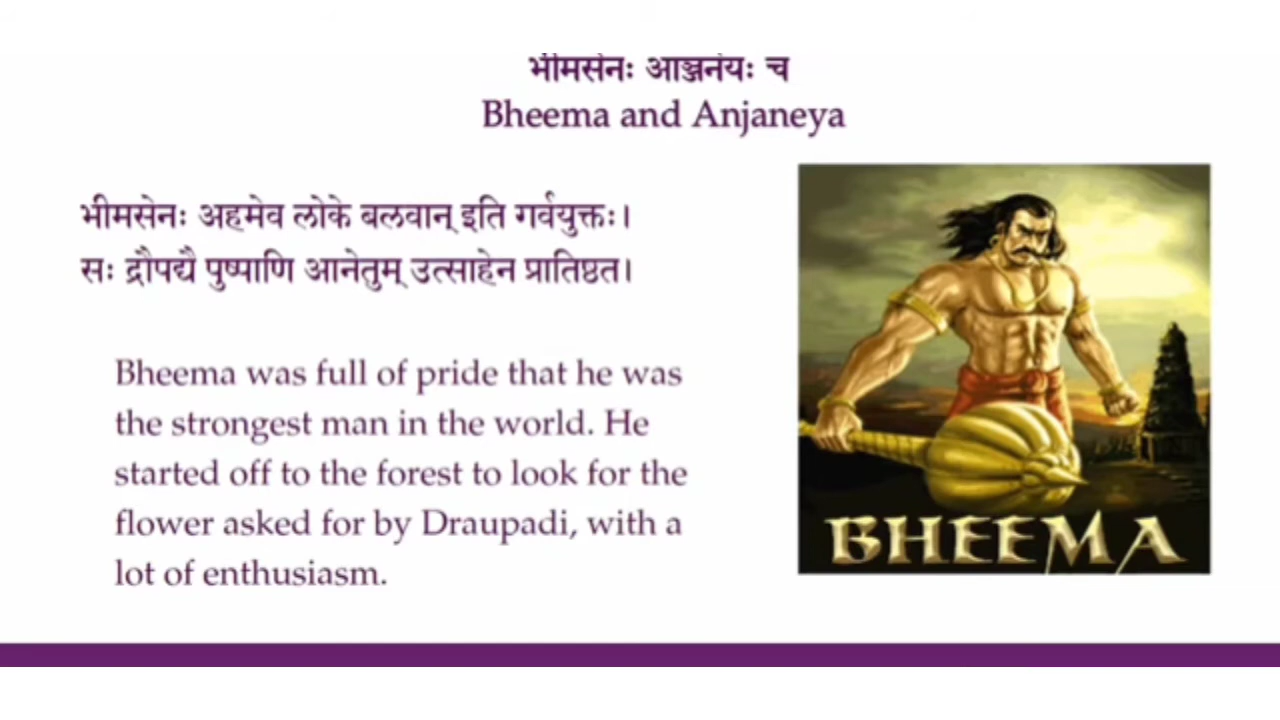 भीमसेनः आञ्जनेयः च
Bheema and Anjaneya
भीमसेनः अहमेव लोके बलवान् इति गर्वयुक्तः।
सः द्रौपद्यै पुष्पाणि आनेतुम् उत्साहेन प्रातिष्ठत।
Bheema was full of pride that he was
the strongest man in the world. He
started off to the forest to look for the
flower asked for by Draupadi, with a
lot of enthusiasm.
BHEEMA